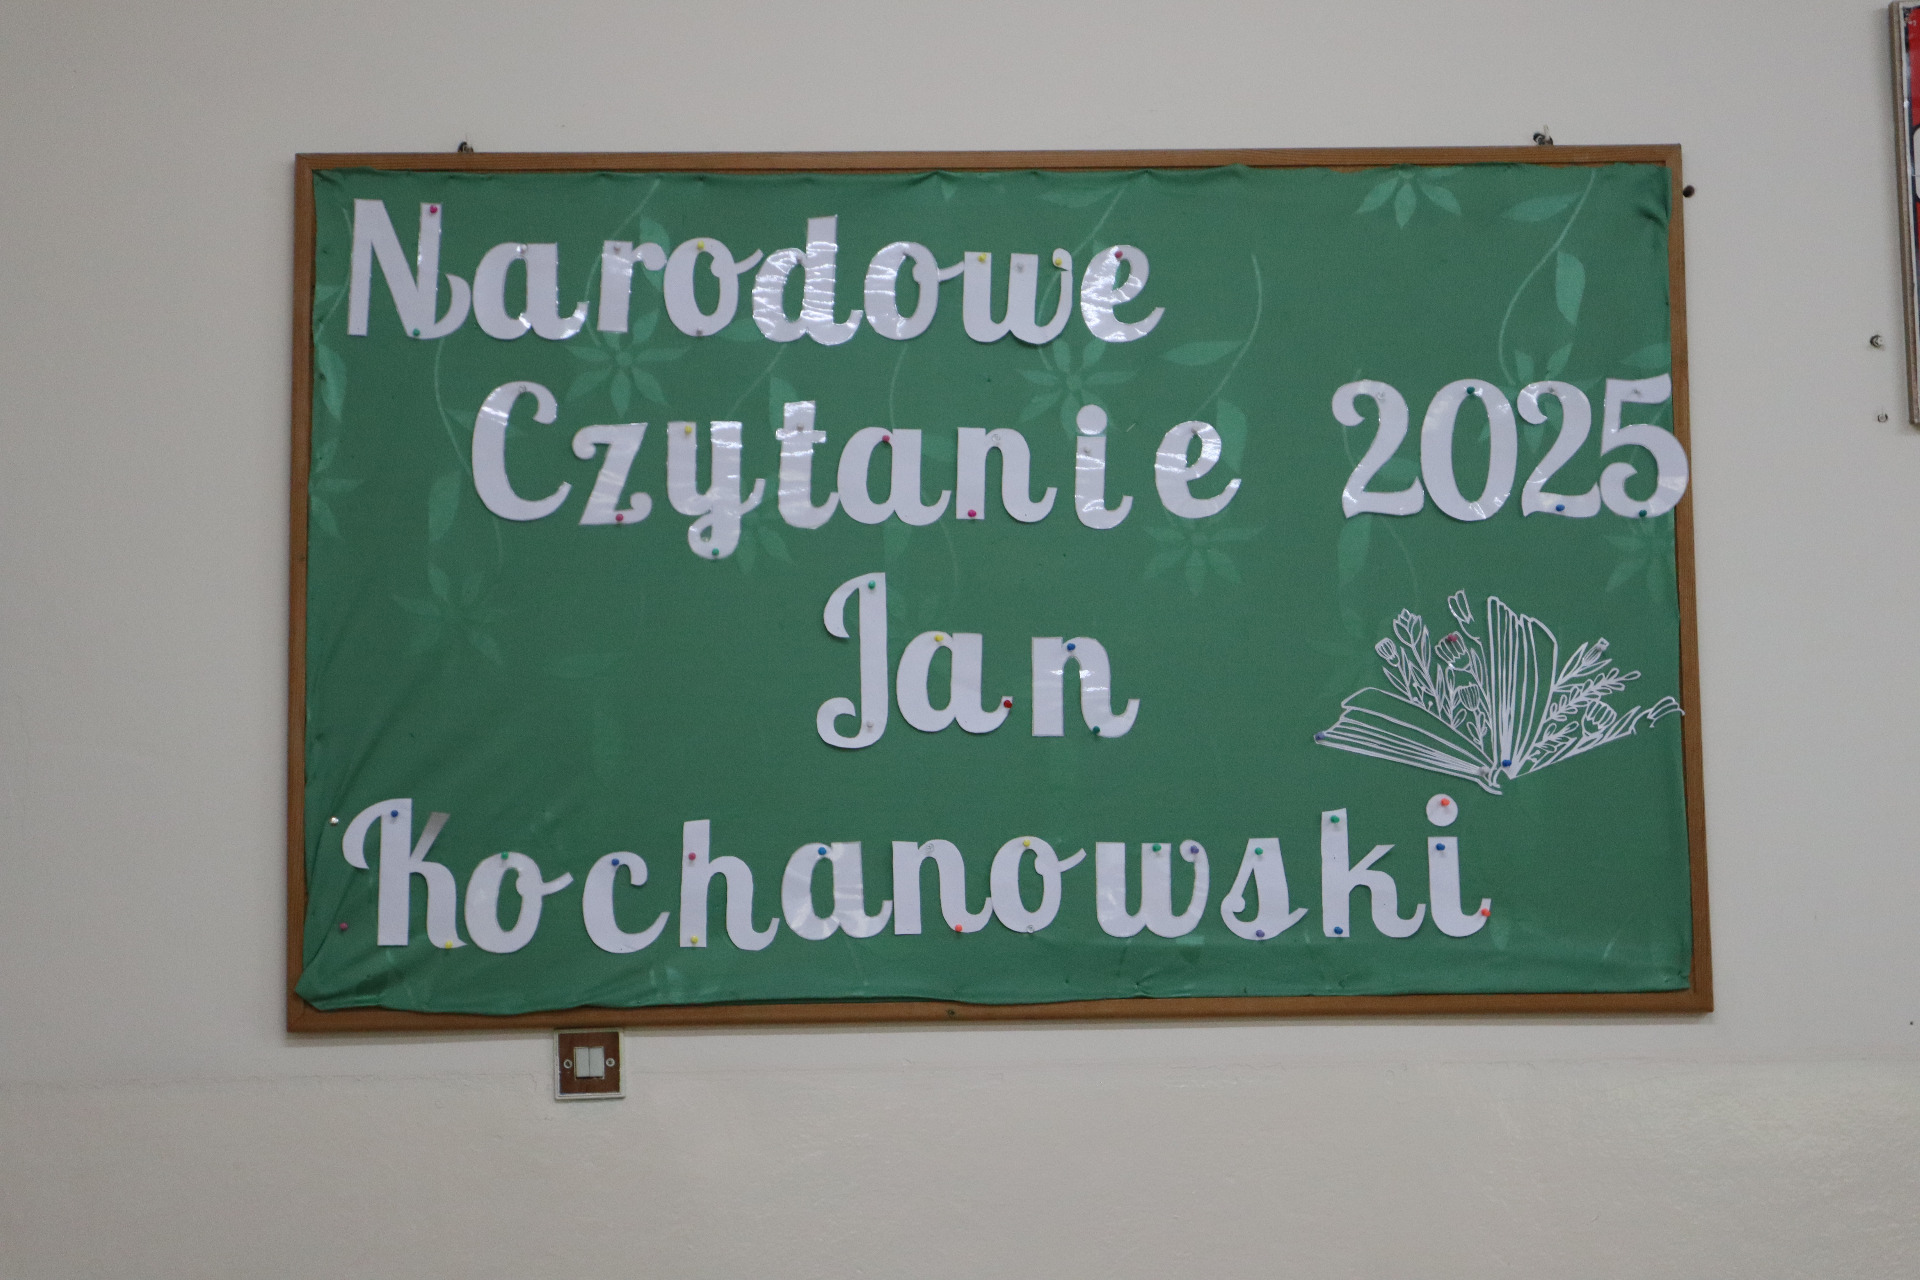 Narodowe
Czytanie 2025
Jan
Kochanowski